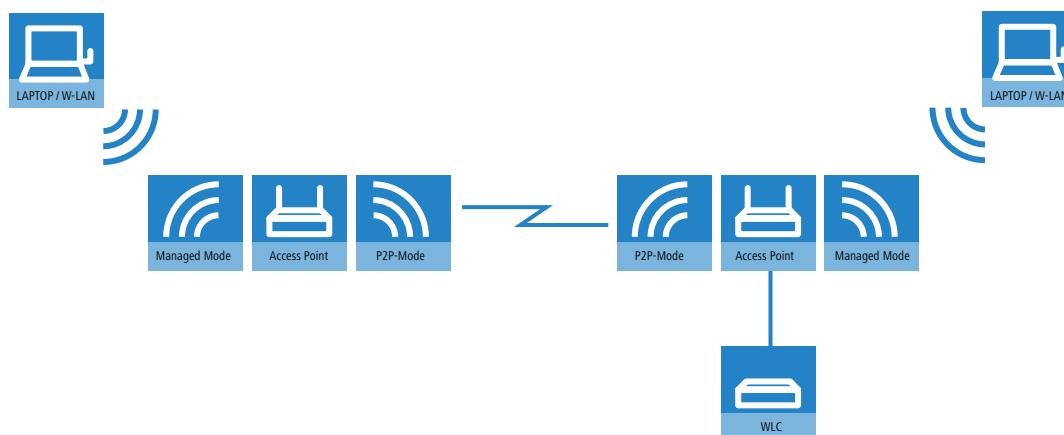 LAPTOP / W-LAN
LAPTOP / W-LAN
Managed Mode
Access Point
P2P-Mode
P2P-Mode
Access Point
Managed Mode
WLC